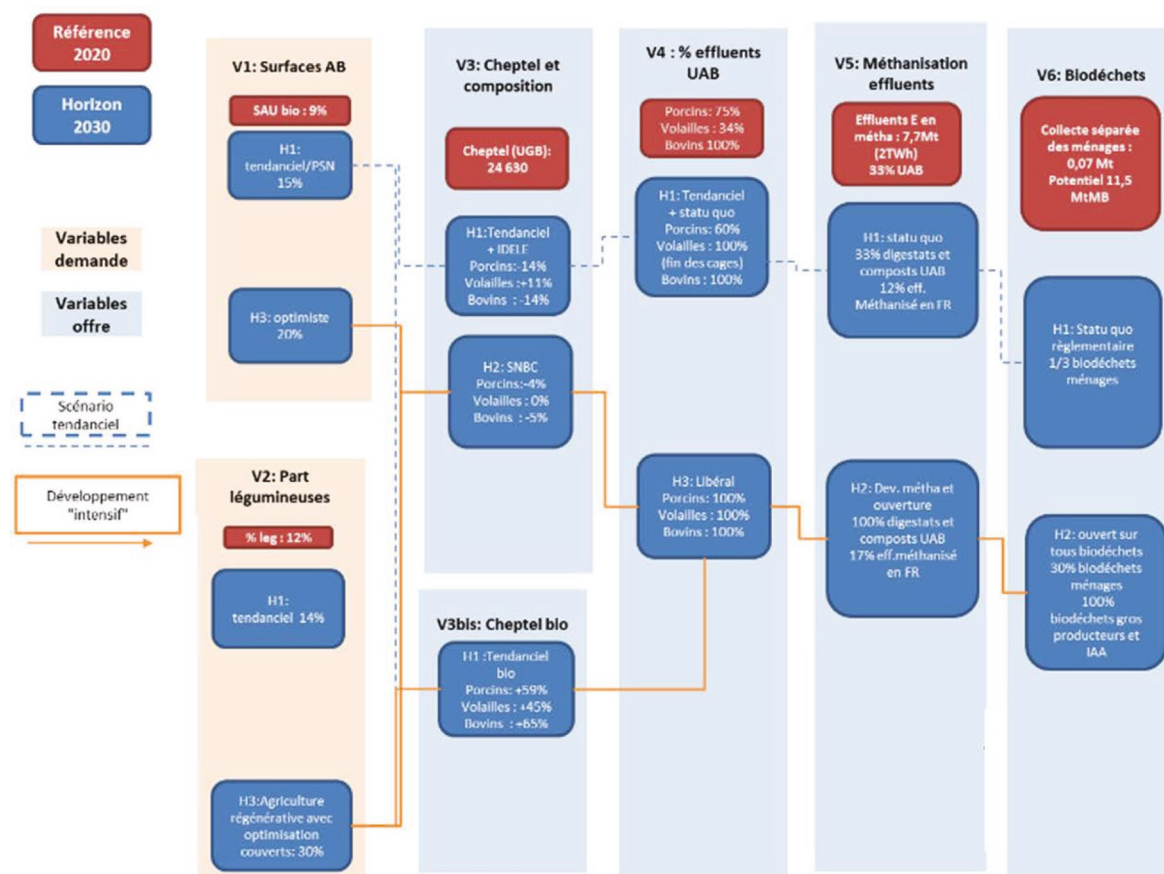 Référence
2020
Horizon
2030
Variables
demande
Variables
offre
Scénario
tendanciel
Développement
"intensif"
V1: Surfaces AB
SAU bio : 9%
H1:
tendanciel/PSN
15%
H3: optimiste
20%
V2: Part
légumineuses
% leg : 12%
H1:
tendanciel 14%
H3:Agriculture
régénérative avec
optimisation
couverts: 30%
V3: Cheptel et
composition
Cheptel (UGB):
24 630
H1:Tendanciel
+ IDELE
Porcins:-14%
Volailles :+11%
Bovins : -14%
H2: SNBC
Porcins:-4%
Volailles : 0%
Bovins : -5%
V3bis: Cheptel bio
H1 :Tendanciel
bio
Porcins: +59%
Volailles : +45%
Bovins : +65%
V4 : % effluents
UAB
Porcins: 75%
Volailles : 34%
Bovins 100%
H1: Tendanciel
+ statu quo
Porcins: 60%
Volailles : 100%
(fin des cages)
Bovins : 100%
H3: Libéral
Porcins: 100%
Volailles : 100%
Bovins : 100%
V5: Méthanisation
effluents
Effluents E en
métha : 7,7Mt
(2TWh)
33% UAB
H1: statu quo
33% digestats et
composts UAB
12% eff.
Méthanisé en FR
H2: Dev. métha et
ouverture
100% digestats et
composts UAB
17% eff.méthanisé
en FR
V6: Biodéchets
Collecte séparée
des ménages :
0,07 Mt
Potentiel 11,5
MtMB
H1: Statu quo
règlementaire
1/3 biodéchets
ménages
H2: ouvert sur
tous biodéchets
30% biodéchets
ménages
100%
biodéchets gros
producteurs et
IAA